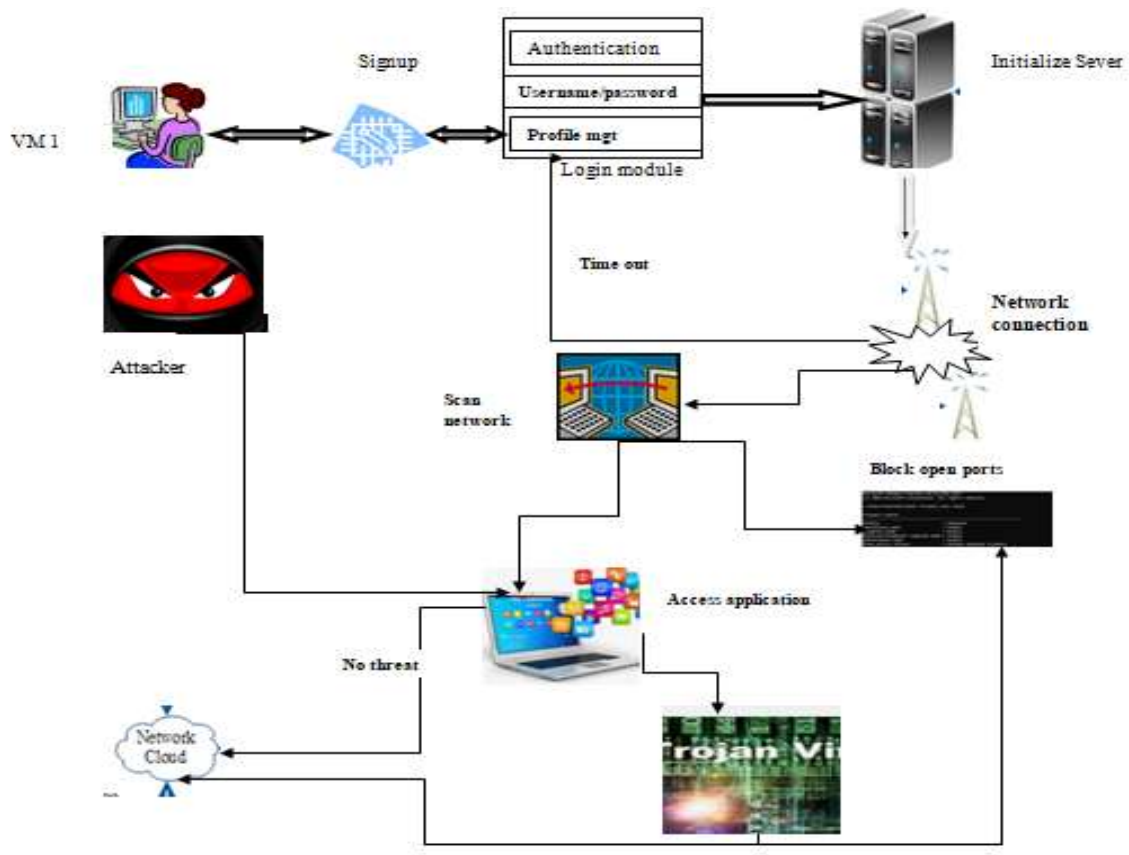 Authentication
Signup
Initialize Sever
Username/password
VM 1
Profile mgt
Login module
Time out
Network
connection
Attacker
Scan
network
Block open ports
Access application
No threat
Network
Cloud
Trojan Vi